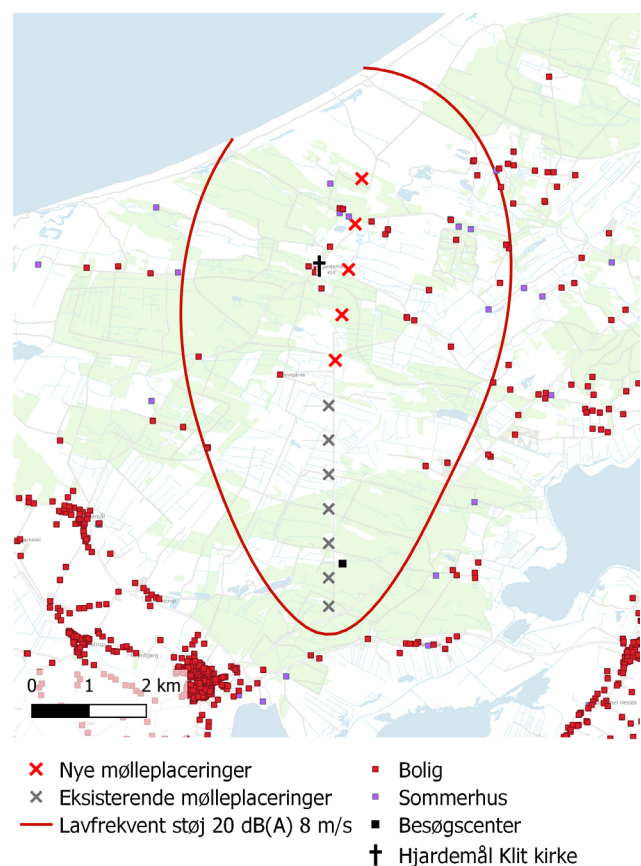 0 1 2 km
Nye mølleplaceringer
Eksisterende mølleplaceringer
Lavfrekvent støj 20 dB(A) 8 m/s
Bolig
Sommerhus
Besøgscenter
Hjardemål Klit kirke